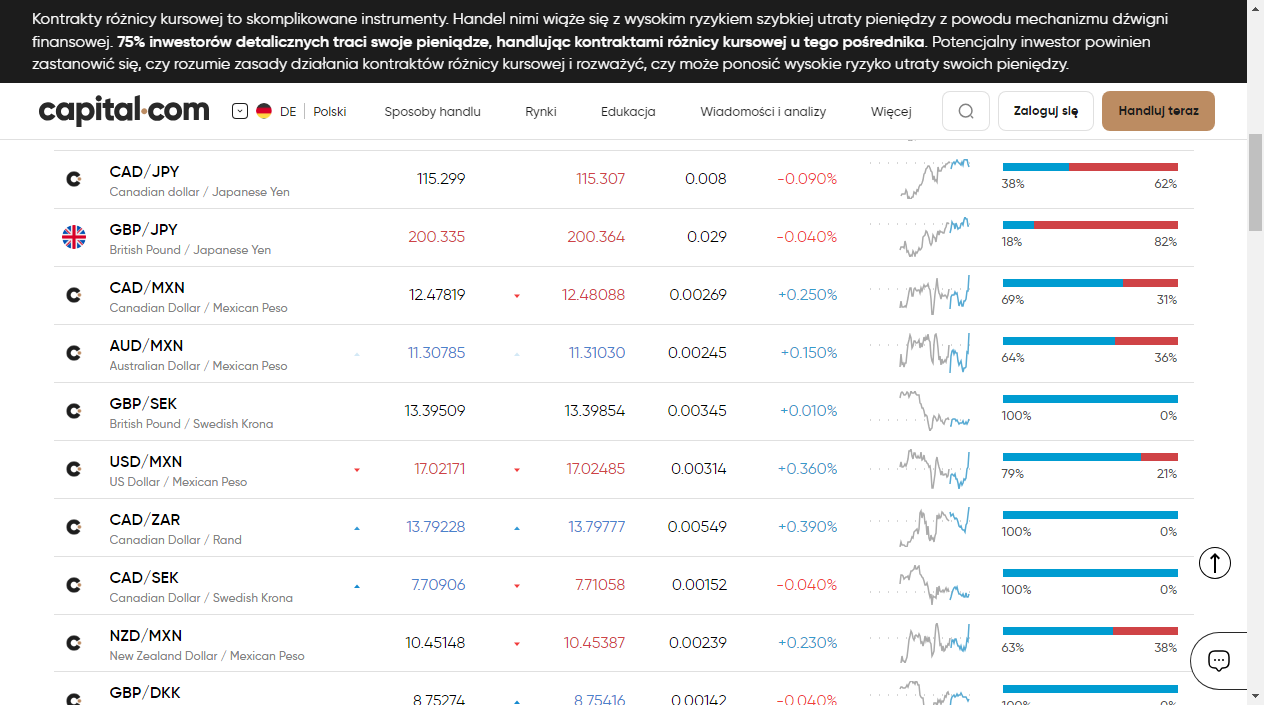 Kontrakty różnicy kursowej to skomplikowane instrumenty. Handel nimi wiąże się z wysokim ryzykiem szybkiej utraty pieniędzy z powodu mechanizmu dźwigni
finansowej. 75% inwestorów detalicznych traci swoje pieniądze, handlując kontraktami różnicy kursowej u tego pośrednika. Potencjalny inwestor powinien
zastanowić się, czy rozumie zasady działania kontraktów różnicy kursowej i rozważyć, czy może ponosić wysokie ryzyko utraty swoich pieniędzy.
capital.com DE Polski Sposoby handlu Rynki Edukacja Wiadomości i analizy Więcej Zaloguj się Handluj teraz
CAD/JPY 115.299 115.307 0.008 -0.090%
Canadian dollar / Japanese Yen 38% 62%
GBP/JPY 200.335 200.364 0.029 -0.040%
British Pound / Japanese Yen 18% 82%
CAD/MXN 12.47819 12.48088 0.00269 +0.250%
Canadian Dollar / Mexican Peso 69% 31%
AUD/MXN 11.30785 11.31030 0.00245 +0.150%
Australian Dollar / Mexican Peso 64% 36%
GBP/SEK 13.39509 13.39854 0.00345 +0.010%
British Pound / Swedish Krona 100% 0%
USD/MXN 17.02171 17.02485 0.00314 +0.360%
US Dollar / Mexican Peso 79% 21%
CAD/ZAR 13.79228 13.79777 0.00549 +0.390%
Canadian Dollar / Rand 100% 0%
CAD/SEK 7.70906 7.71058 0.00152 -0.040%
Canadian Dollar / Swedish Krona 100% 0%
NZD/MXN 10.45148 10.45387 0.00239 +0.230%
New Zealand Dollar / Mexican Peso 63% 38%
GBP/DKK 8.75274 8.75416 0.00142 -0.040%
100% 0%